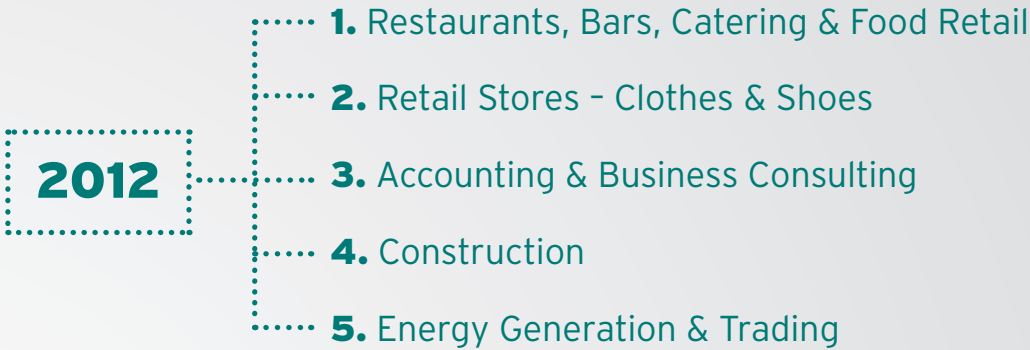 1. Restaurants, Bars, Catering & Food Retail
2. Retail Stores – Clothes & Shoes
2012
3. Accounting & Business Consulting
4. Construction
5. Energy Generation & Trading